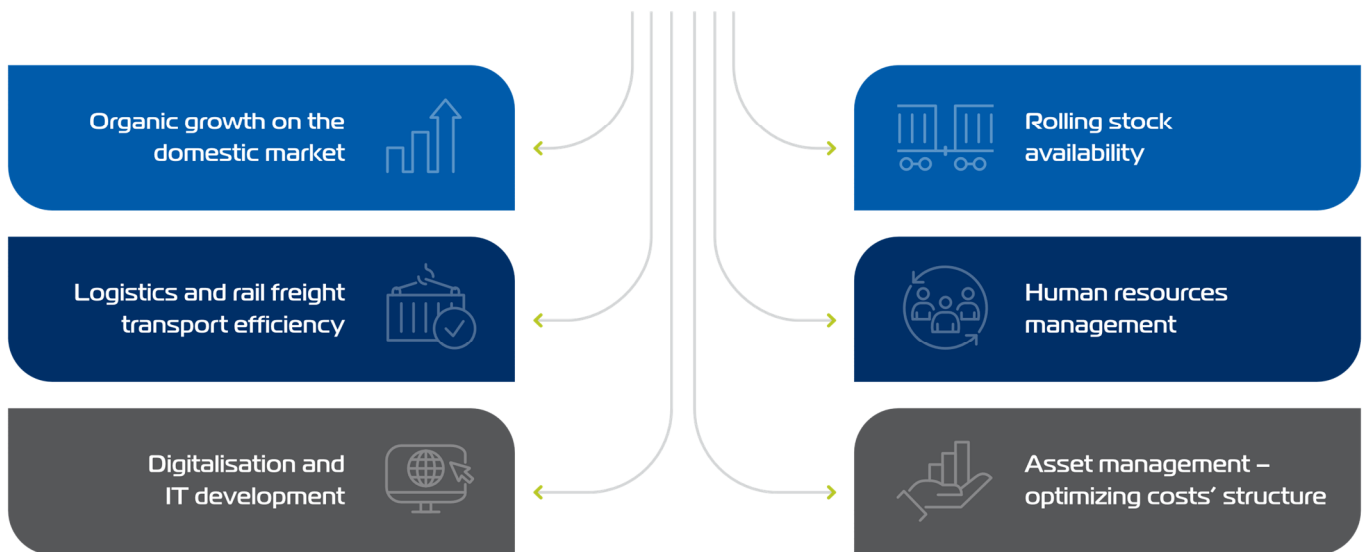 Organic growth on the
domestic market
Rolling stock
availability
Logistics and rail freight
transport efficiency
Human resources
management
Digitalisation and
IT development
Asset management –
optimizing costs’ structure